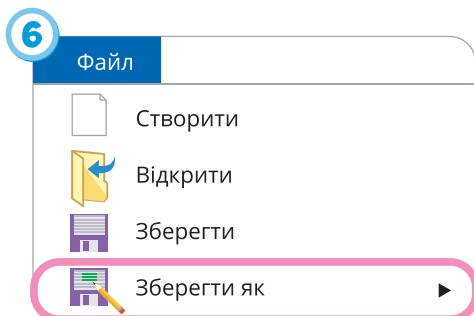 6
Файл
Створити
Відкрити
Зберегти
Зберегти як